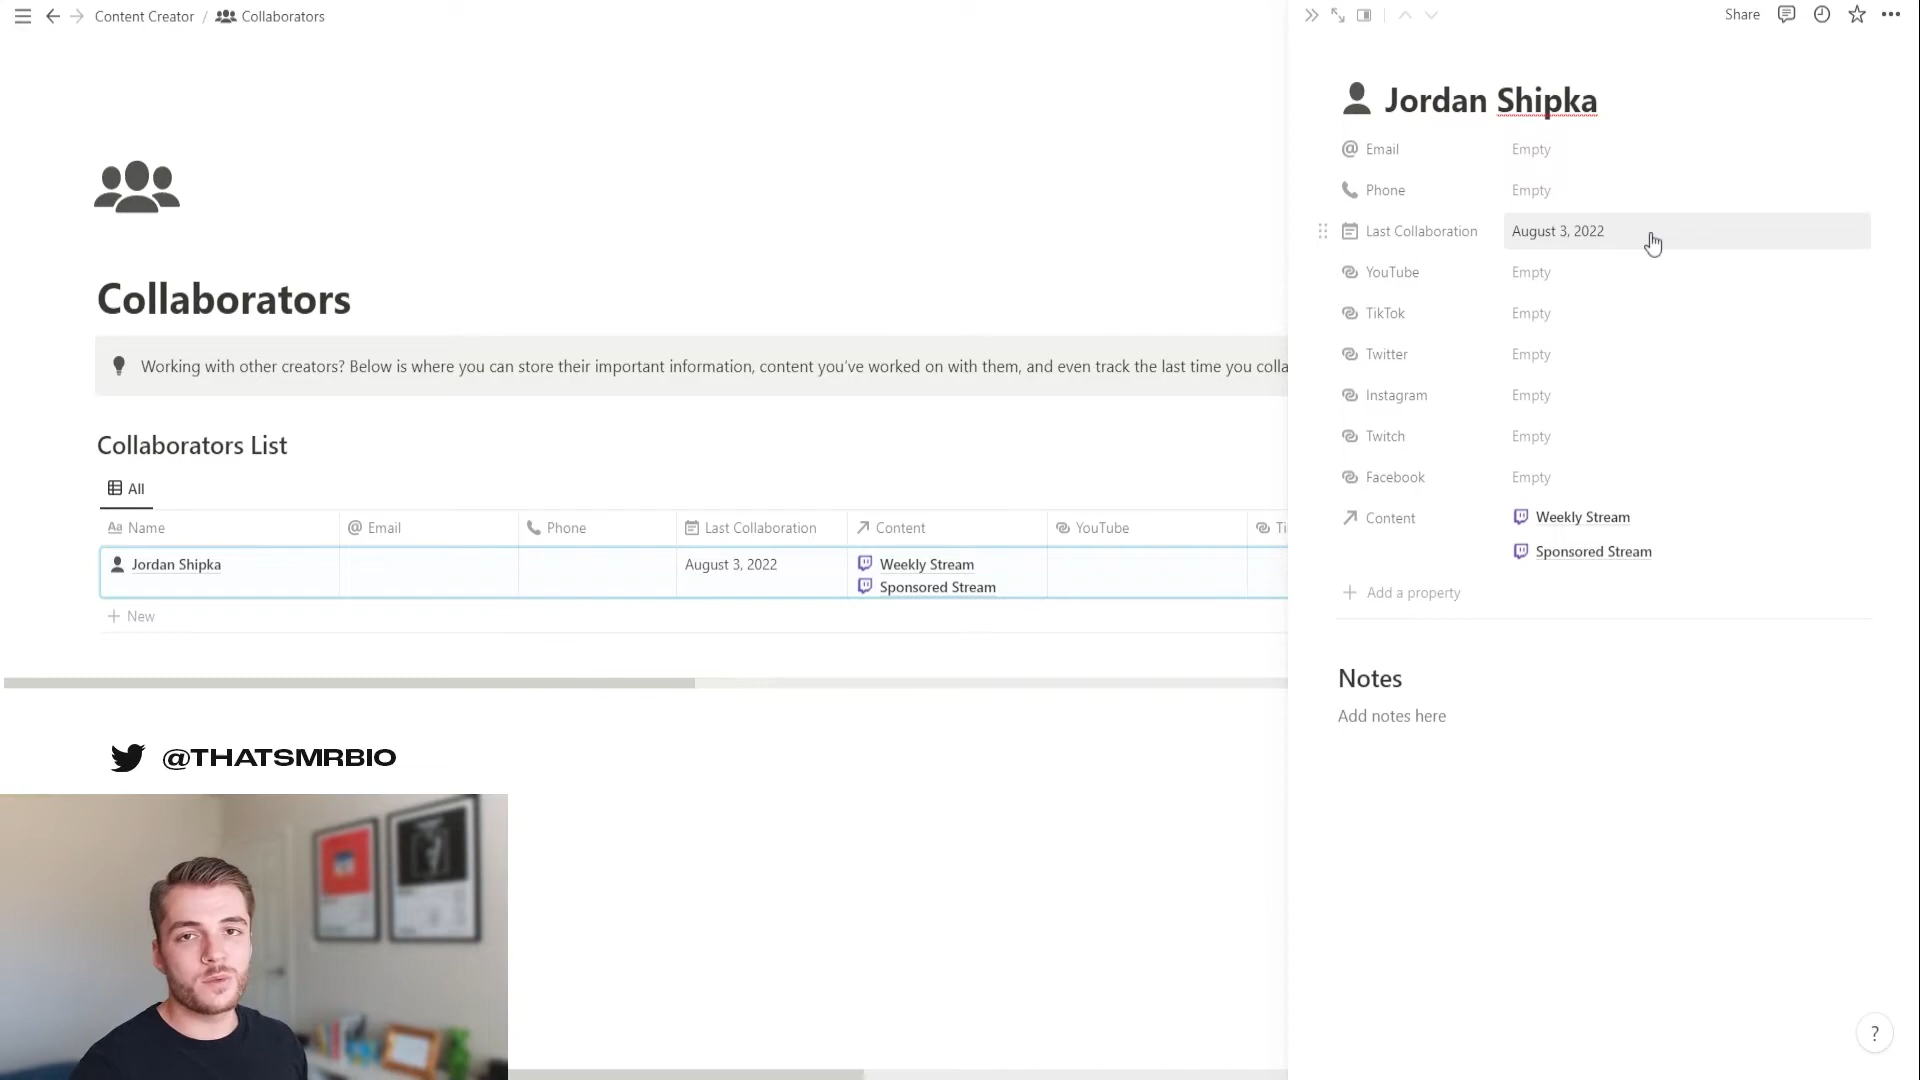 Content Creator / Collaborators
Share
Collaborators
Working with other creators? Below is where you can store their important information, content you've worked on with them, and even track the last time you colla
Collaborators List
All
Aa Name @ Email Phone Last Collaboration Content YouTube Ti
Jordan Shipka August 3, 2022 Weekly Stream
Sponsored Stream
+ New
@THATSMRBIO
Jordan Shipka
@ Email Empty
Phone Empty
Last Collaboration August 3, 2022
YouTube Empty
TikTok Empty
Twitter Empty
Instagram Empty
Twitch Empty
Facebook Empty
Content Weekly Stream
Sponsored Stream
+ Add a property
Notes
Add notes here
?